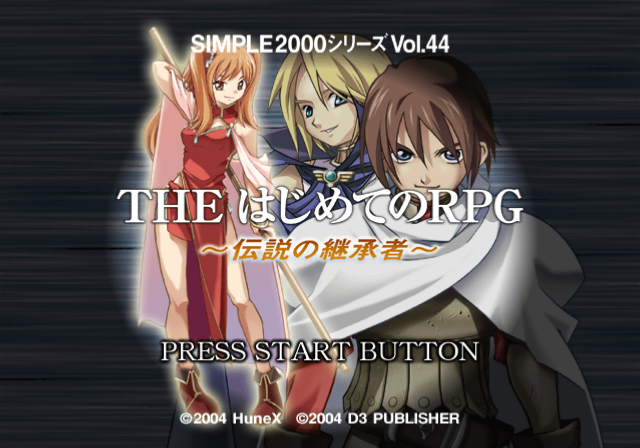 SIMPLE2000シリーズ Vol.44
THE はじめてのRPG
～伝説の継承者～
PRESS START BUTTON
©2004 HuneX ©2004 D3 PUBLISHER